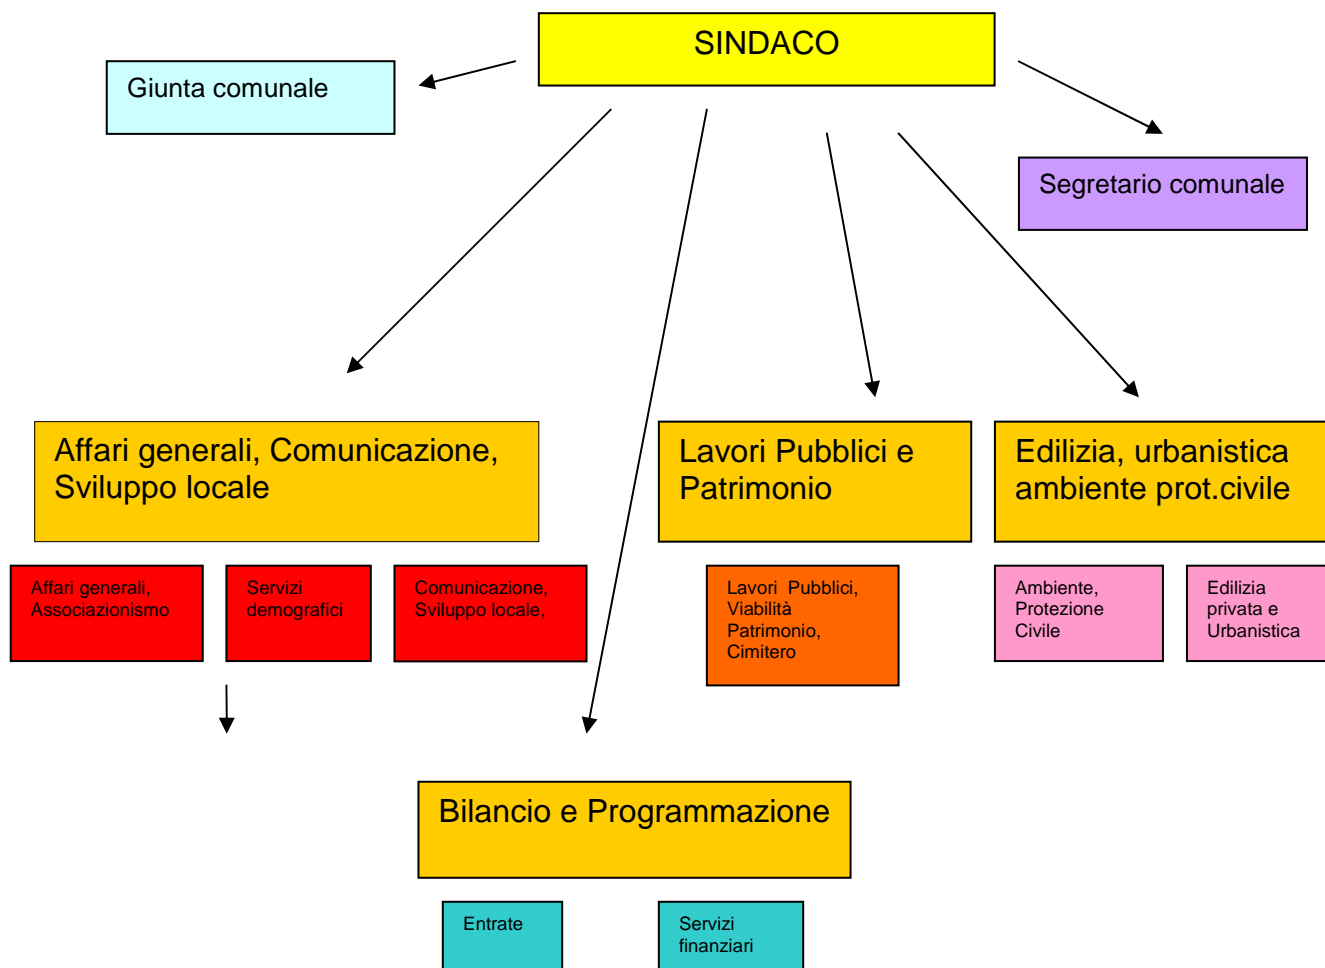 SINDACO
Giunta comunale
Segretario comunale
Affari generali, Comunicazione,
Sviluppo locale
Lavori Pubblici e
Patrimonio
Edilizia, urbanistica
ambiente prot.civile
Affari generali,
Associazionismo
Servizi
demografici
Comunicazione,
Sviluppo locale,
Lavori  Pubblici,
Viabilità
Patrimonio,
Cimitero
Ambiente,
Protezione
Civile
Edilizia
privata e
Urbanistica
Bilancio e Programmazione
Entrate
Servizi
finanziari